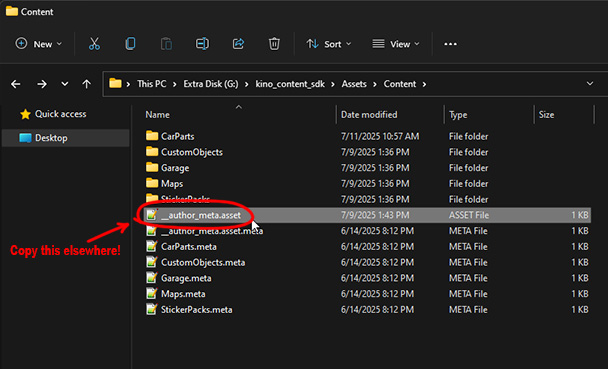 Content
New
Sort
View
This PC > Extra Disk (G:) > kino_content_sdk > Assets > Content >
Quick access
Desktop
Name Date modified Type Size
CarParts 7/11/2025 10:57 AM File folder
CustomObjects 7/9/2025 1:36 PM File folder
Garage 7/9/2025 1:36 PM File folder
Maps 7/9/2025 1:36 PM File folder
StickerPacks 7/9/2025 1:36 PM File folder
__author_meta.asset 7/9/2025 1:43 PM ASSET File 1 KB
__author_meta.asset.meta 6/14/2025 8:12 PM META File 1 KB
Copy this elsewhere!
CarParts.meta 6/14/2025 8:12 PM META File 1 KB
CustomObjects.meta 6/14/2025 8:12 PM META File 1 KB
Garage.meta 6/14/2025 8:12 PM META File 1 KB
Maps.meta 6/14/2025 8:12 PM META File 1 KB
StickerPacks.meta 6/14/2025 8:12 PM META File 1 KB